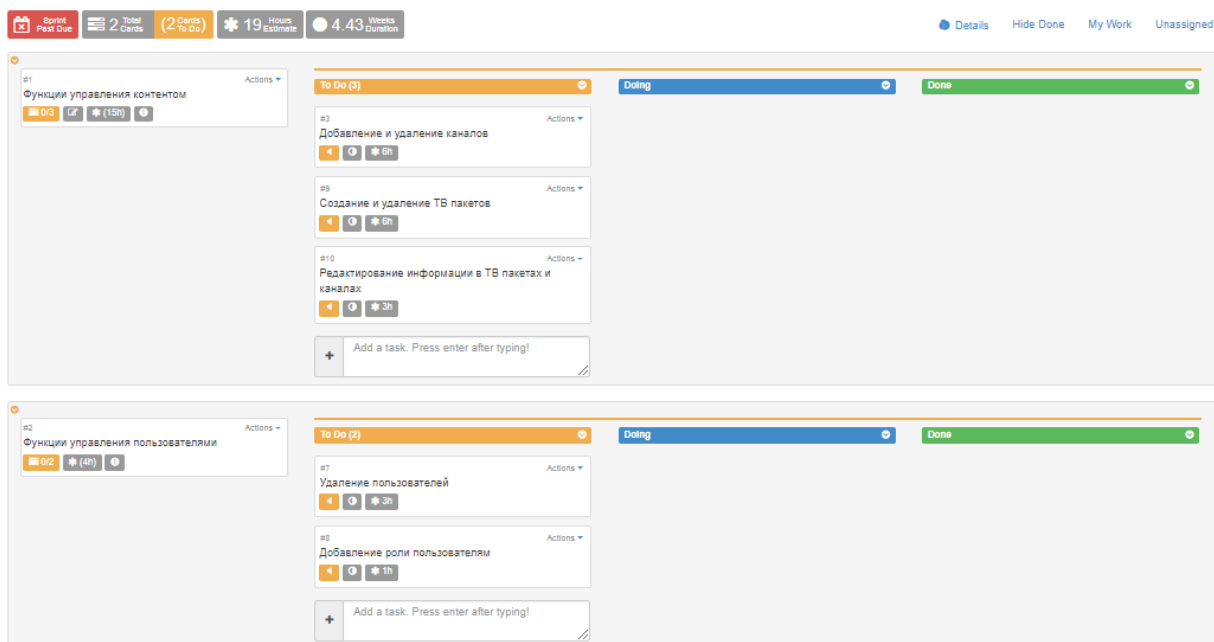 Sprint Past Due 2 Total Cards (2 Cards To Do) 19 Hours Estimate 4.43 Weeks Duration Details Hide Done My Work Unassigned
#1 Actions
Функции управления контентом
0/3 (15h)
To Do (3) Doing Done
#3 Actions
Добавление и удаление каналов
6h
#9 Actions
Создание и удаление ТВ пакетов
6h
#10 Actions
Редактирование информации в ТВ пакетах и
каналах
3h
Add a task. Press enter after typing!
#2 Actions
Функции управления пользователями
0/2 (4h)
To Do (2) Doing Done
#7 Actions
Удаление пользователей
3h
#8 Actions
Добавление роли пользователям
1h
Add a task. Press enter after typing!